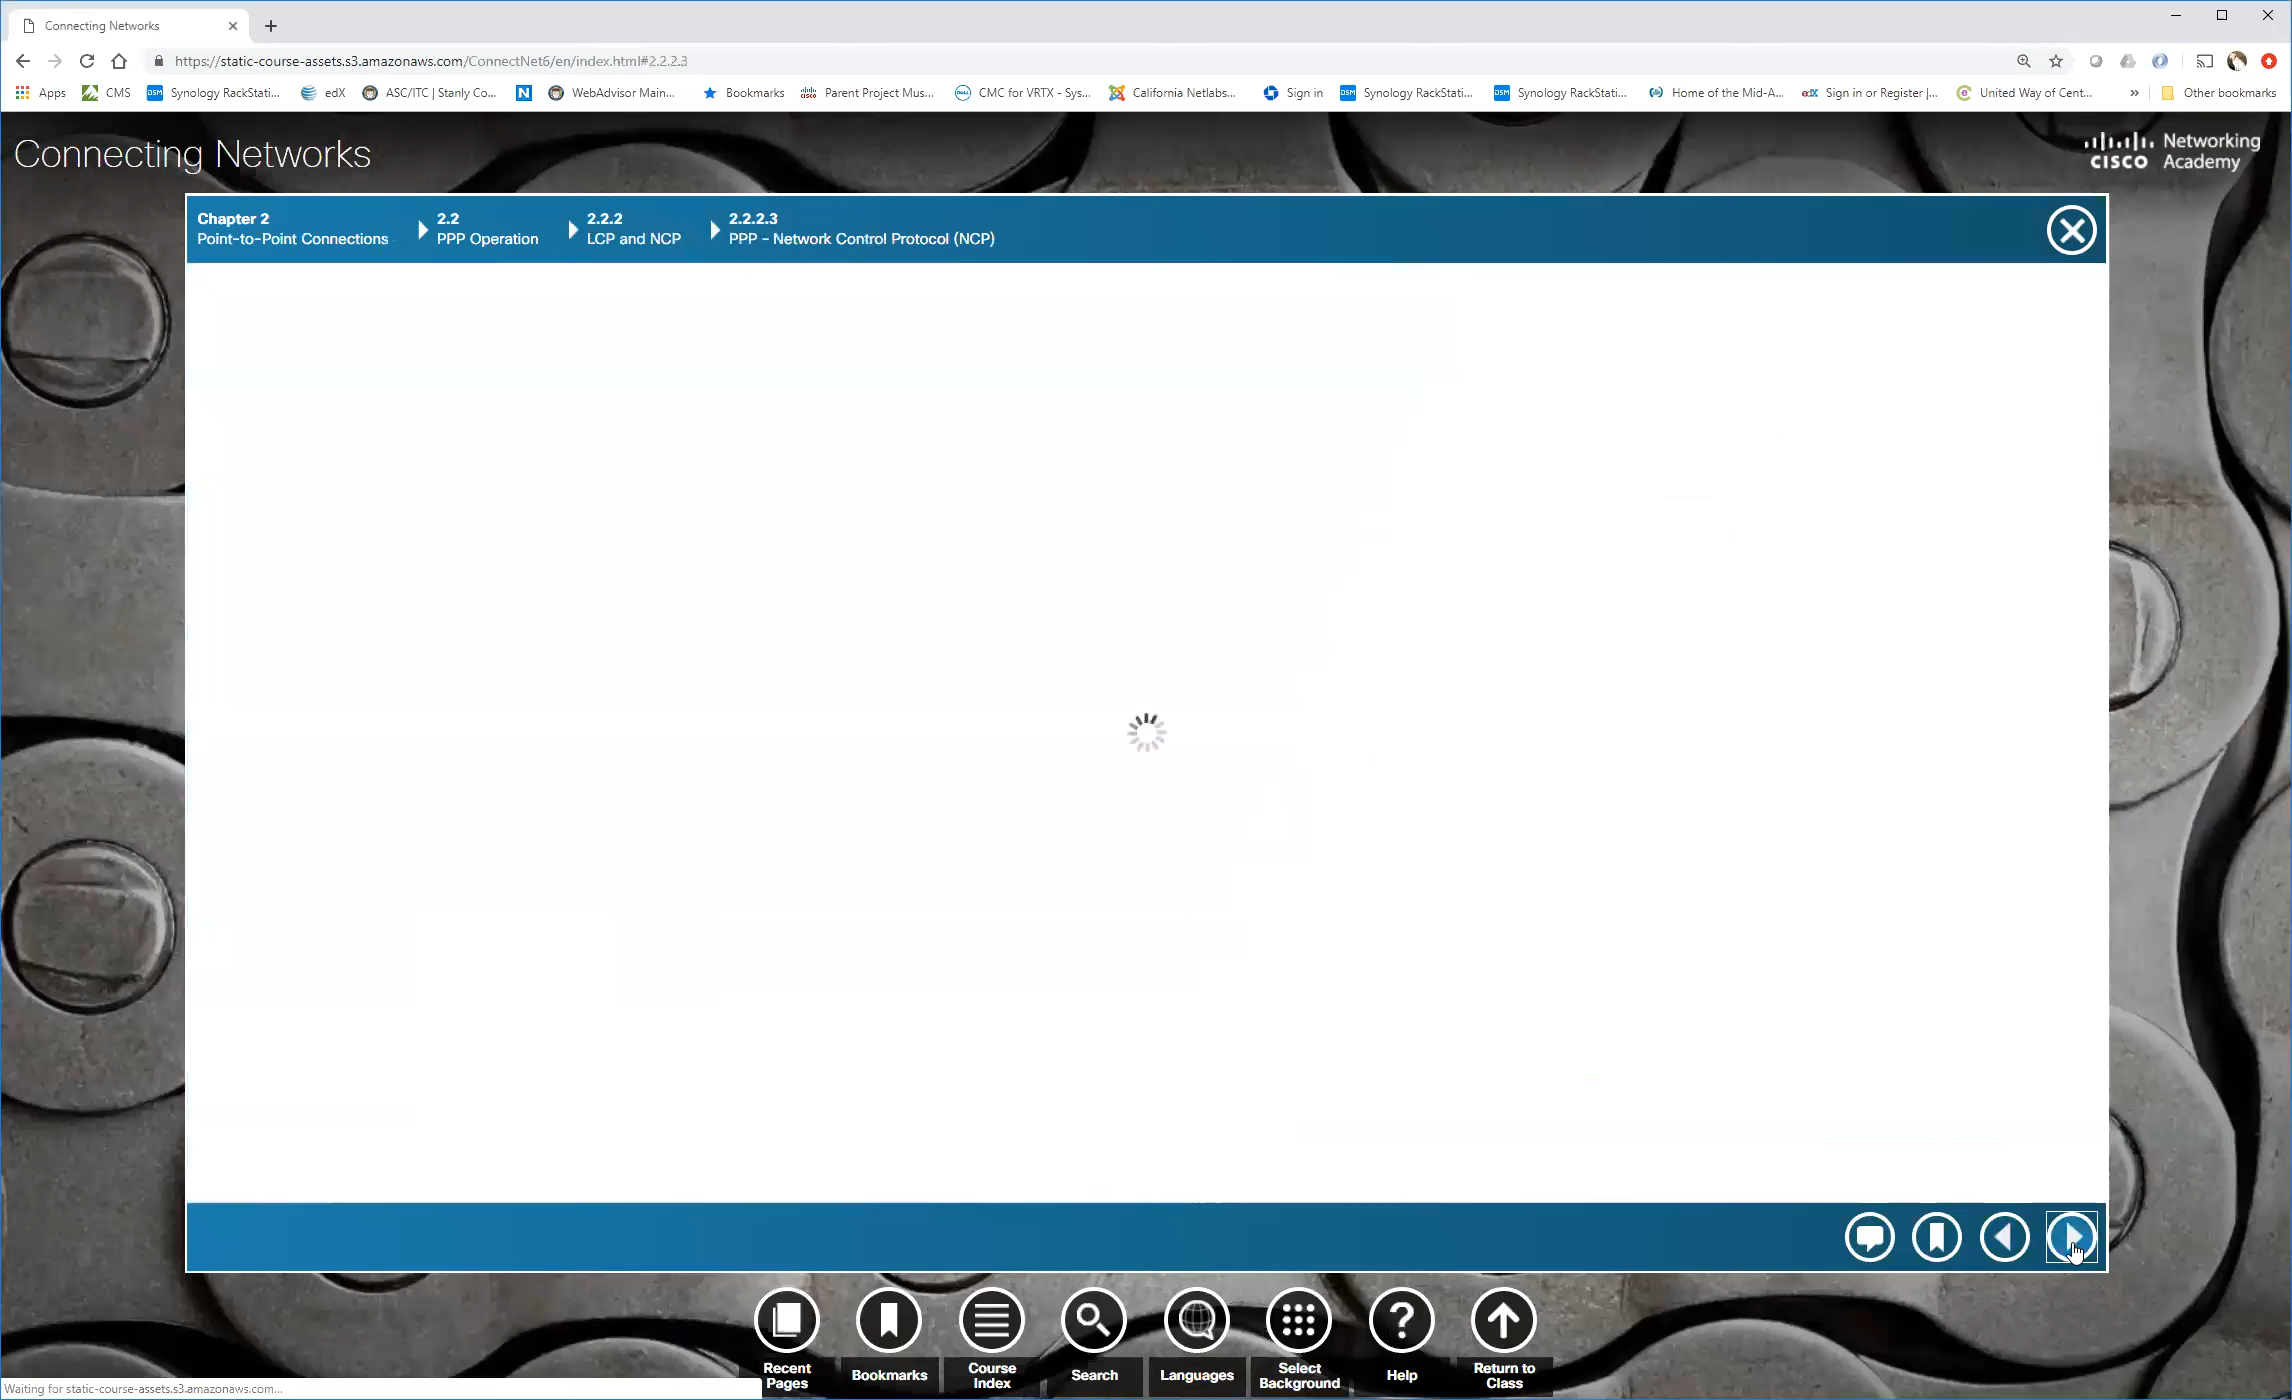 Connecting Networks
https://static-course-assets.s3.amazonaws.com/ConnectNet6/en/index.html#2.2.2.3
Apps CMS Synology RackStati... edX ASC/ITC | Stanly Co... N WebAdvisor Main... Bookmarks Parent Project Mus... CMC for VRTX - Sys... California Netlabs... Sign in Synology RackStati... Synology RackStati... Home of the Mid-A... Sign in or Register |... United Way of Cent... » Other bookmarks
Connecting Networks
Networking
CISCO Academy
Chapter 2 2.2 2.2.2 2.2.2.3
Point-to-Point Connections PPP Operation LCP and NCP PPP - Network Control Protocol (NCP)
Recent Pages
Bookmarks
Course Index
Search
Languages
Select Background
Help
Return to Class
Waiting for static-course-assets.s3.amazonaws.com...